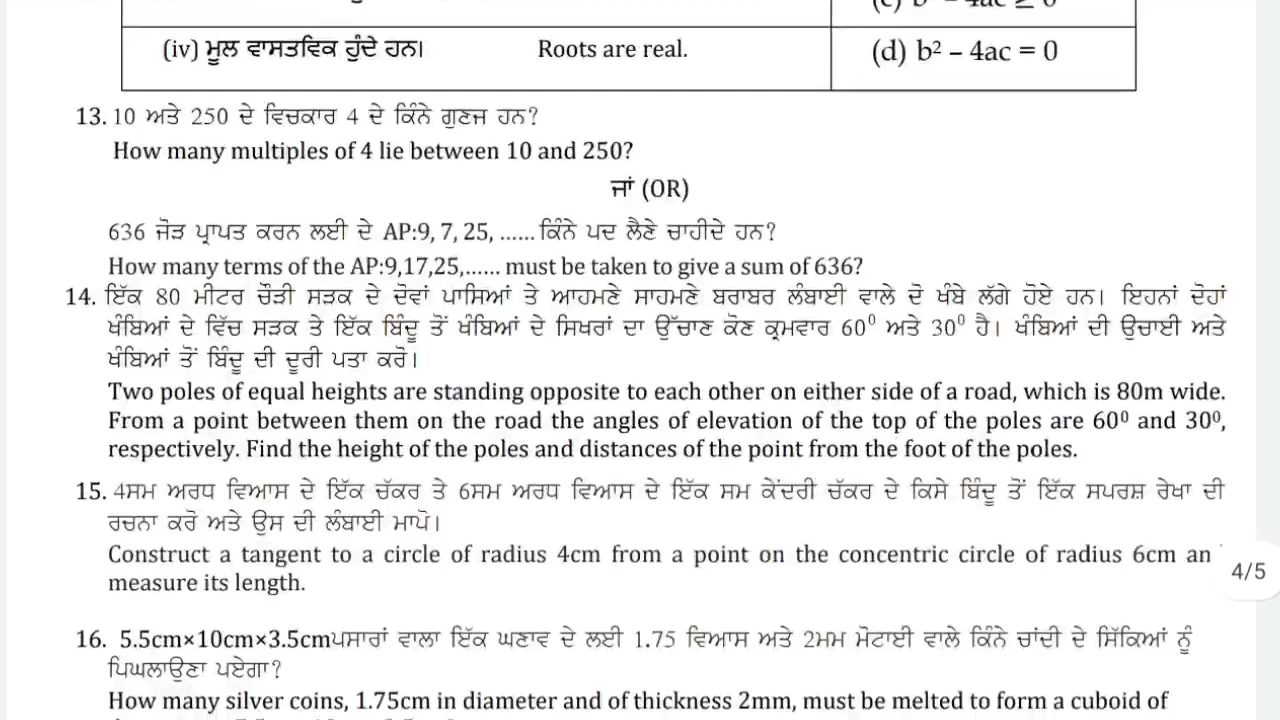 (iv) ਮੂਲ ਵਾਸਤਵਿਕ ਹੁੰਦੇ ਹਨ। Roots are real. (d) b² – 4ac = 0
13. 10 ਅਤੇ 250 ਦੇ ਵਿਚਕਾਰ 4 ਦੇ ਕਿੰਨੇ ਗੁਣਜ ਹਨ?
How many multiples of 4 lie between 10 and 250?
ਜਾਂ (OR)
636 ਜੋੜ ਪ੍ਰਾਪਤ ਕਰਨ ਲਈ ਦੇ AP:9, 7, 25, ...... ਕਿੰਨੇ ਪਦ ਲੈਣੇ ਚਾਹੀਦੇ ਹਨ?
How many terms of the AP:9,17,25,...... must be taken to give a sum of 636?
14. ਇੱਕ 80 ਮੀਟਰ ਚੌੜੀ ਸੜਕ ਦੇ ਦੋਵਾਂ ਪਾਸਿਆਂ ਤੇ ਆਹਮਣੇ ਸਾਹਮਣੇ ਬਰਾਬਰ ਲੰਬਾਈ ਵਾਲੇ ਦੋ ਖੰਬੇ ਲੱਗੇ ਹੋਏ ਹਨ। ਇਹਨਾਂ ਦੋਹਾਂ
ਖੰਬਿਆਂ ਦੇ ਵਿੱਚ ਸੜਕ ਤੇ ਇੱਕ ਬਿੰਦੂ ਤੋਂ ਖੰਬਿਆਂ ਦੇ ਸਿਖਰਾਂ ਦਾ ਉੱਚਾਣ ਕੋਣ ਕ੍ਰਮਵਾਰ 60⁰ ਅਤੇ 30⁰ ਹੈ। ਖੰਬਿਆਂ ਦੀ ਉਚਾਈ ਅਤੇ
ਖੰਬਿਆਂ ਤੋਂ ਬਿੰਦੂ ਦੀ ਦੂਰੀ ਪਤਾ ਕਰੋ।
Two poles of equal heights are standing opposite to each other on either side of a road, which is 80m wide.
From a point between them on the road the angles of elevation of the top of the poles are 60⁰ and 30⁰,
respectively. Find the height of the poles and distances of the point from the foot of the poles.
15. 4ਸਮ ਅਰਧ ਵਿਆਸ ਦੇ ਇੱਕ ਚੱਕਰ ਤੇ 6ਸਮ ਅਰਧ ਵਿਆਸ ਦੇ ਇੱਕ ਸਮ ਕੇਂਦਰੀ ਚੱਕਰ ਦੇ ਕਿਸੇ ਬਿੰਦੂ ਤੋਂ ਇੱਕ ਸਪਰਸ਼ ਰੇਖਾ ਦੀ
ਰਚਨਾ ਕਰੋ ਅਤੇ ਉਸ ਦੀ ਲੰਬਾਈ ਮਾਪੋ।
Construct a tangent to a circle of radius 4cm from a point on the concentric circle of radius 6cm an
measure its length.
4/5
16. 5.5cm×10cm×3.5cmਪਸਾਰਾਂ ਵਾਲਾ ਇੱਕ ਘਣਾਵ ਦੇ ਲਈ 1.75 ਵਿਆਸ ਅਤੇ 2ਮਮ ਮੋਟਾਈ ਵਾਲੇ ਕਿੰਨੇ ਚਾਂਦੀ ਦੇ ਸਿੱਕਿਆਂ ਨੂੰ
ਪਿਘਲਾਉਣਾ ਪਏਗਾ?
How many silver coins, 1.75cm in diameter and of thickness 2mm, must be melted to form a cuboid of